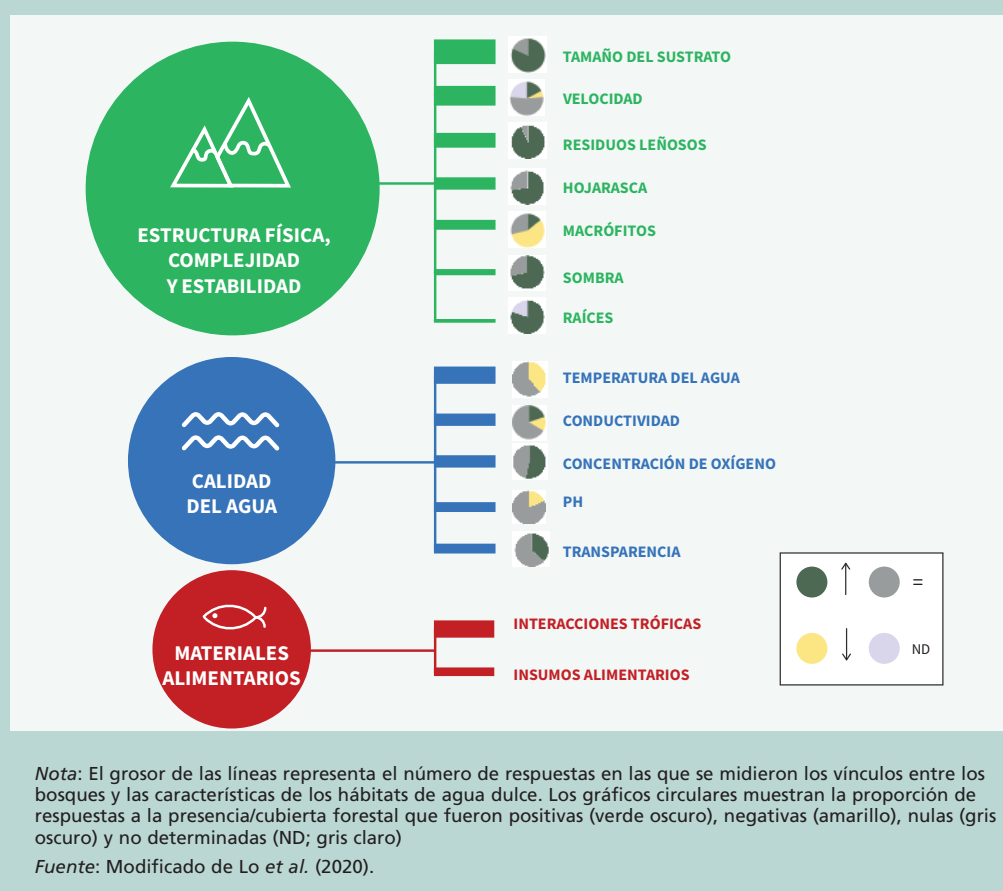 ESTRUCTURA FÍSICA,
COMPLEJIDAD
Y ESTABILIDAD
TAMAÑO DEL SUSTRATO
VELOCIDAD
RESIDUOS LEÑOSOS
HOJARASCA
MACRÓFITOS
SOMBRA
RAÍCES
CALIDAD
DEL AGUA
TEMPERATURA DEL AGUA
CONDUCTIVIDAD
CONCENTRACIÓN DE OXÍGENO
PH
TRANSPARENCIA
MATERIALES
ALIMENTARIOS
INTERACCIONES TRÓFICAS
INSUMOS ALIMENTARIOS
=
ND
Nota: El grosor de las líneas representa el número de respuestas en las que se midieron los vínculos entre los
bosques y las características de los hábitats de agua dulce. Los gráficos circulares muestran la proporción de
respuestas a la presencia/cubierta forestal que fueron positivas (verde oscuro), negativas (amarillo), nulas (gris
oscuro) y no determinadas (ND; gris claro)
Fuente: Modificado de Lo et al. (2020).